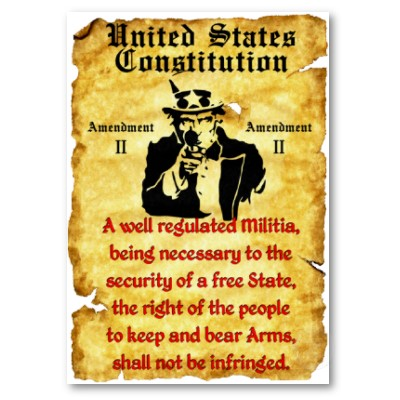 United States
Constitution
Amendment Amendment
II II
A well regulated Militia,
being necessary to the
security of a free State,
the right of the people
to keep and bear Arms,
shall not be infringed.